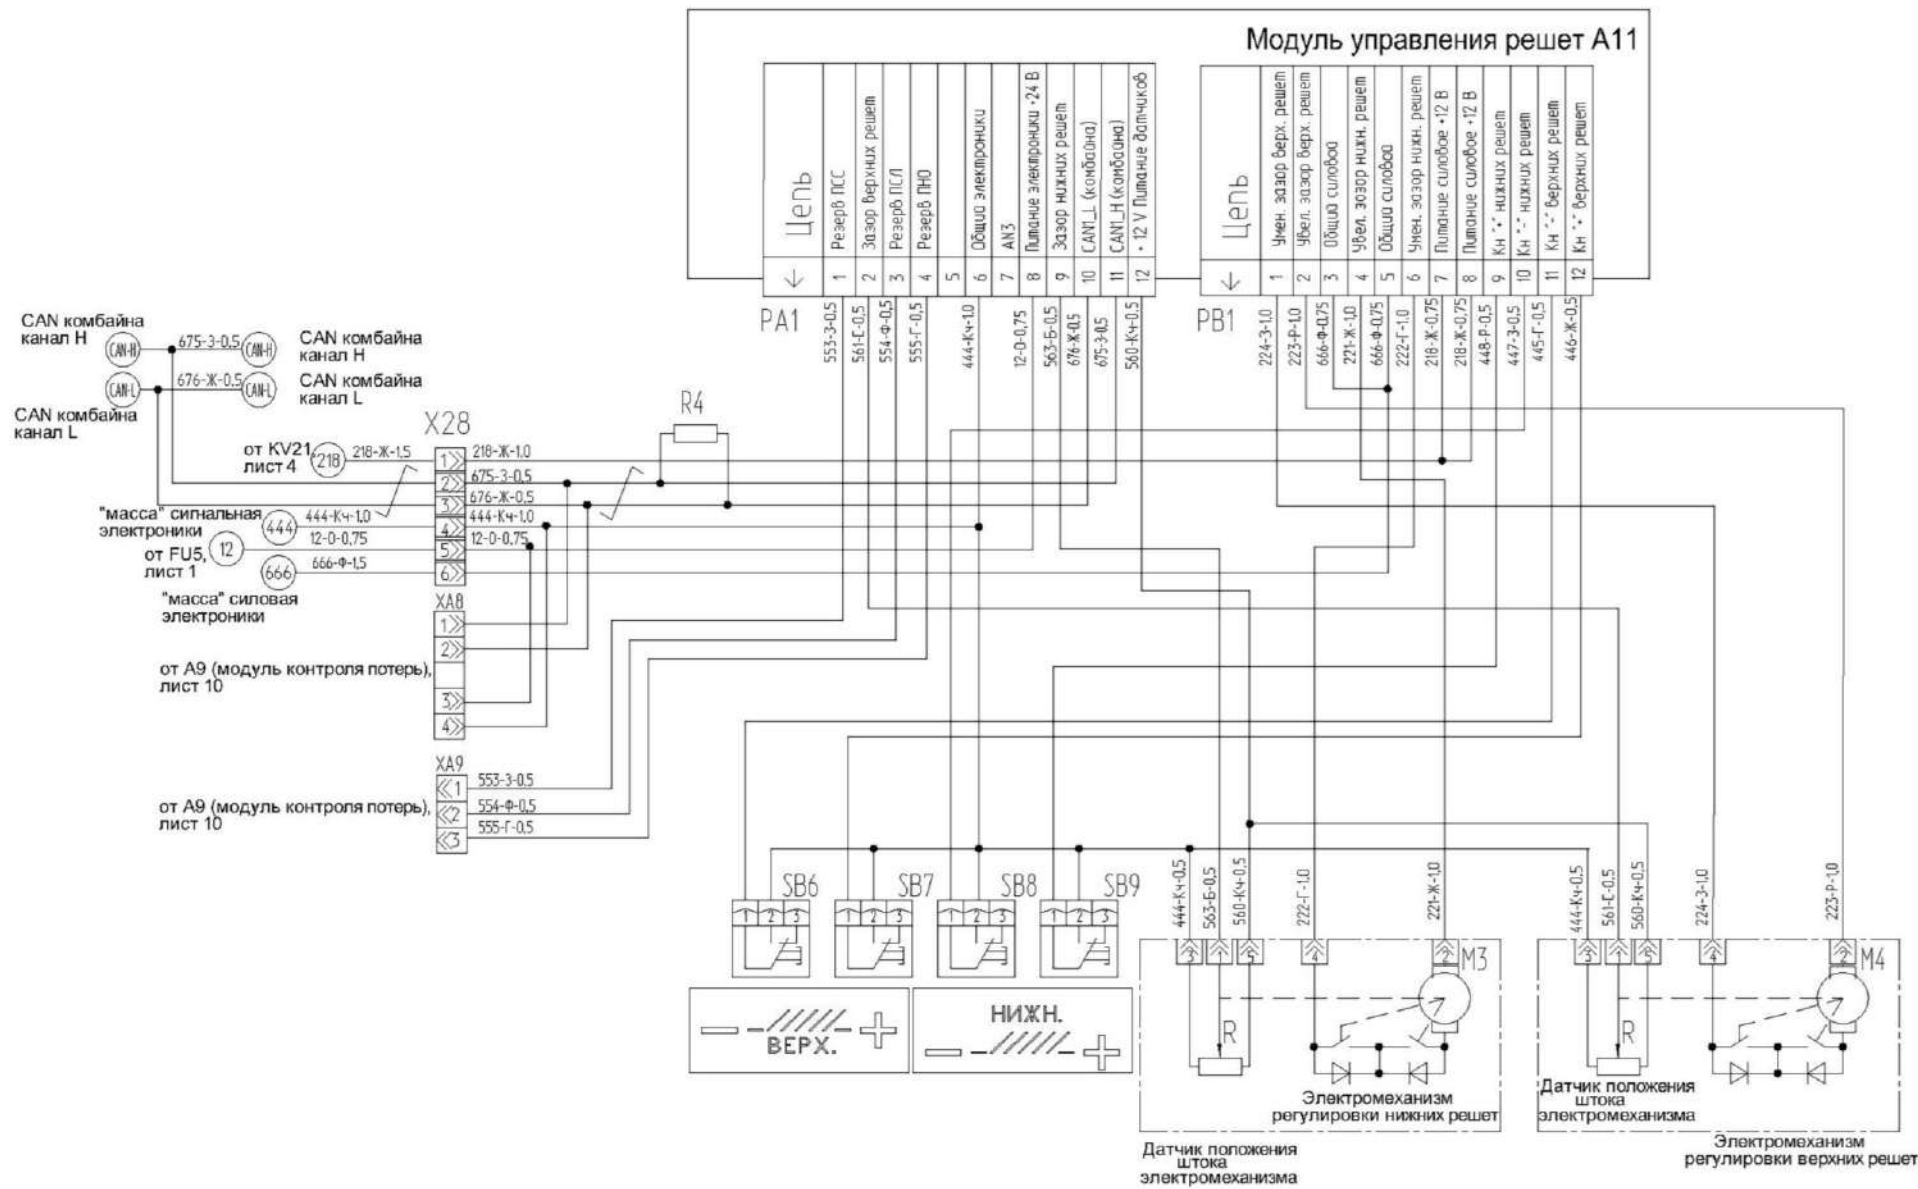 Модуль управления решет А11
Цепь
Резерв ПСС
Зазор верхних решет
Резерв ПСЛ
Резерв ПНО
Общий электроники
AN3
Питание электроники +24 В
Зазор нижних решет
CAN1_L (комбайна)
CAN1_H (комбайна)
+ 12 V Питание датчиков
1
2
3
4
5
6
7
8
9
10
11
12
PA1
553-З-0,5
561-С-0,5
554-Ф-0,5
555-Г-0,5
444-Кч-1.0
12-О-0,75
563-Б-0,5
676-Ж-0,5
675-З-0,5
560-Кч-0.5
Цепь
Умен. зазор верх. решет
Увел. зазор верх. решет
Общий силовой
Увел. зазор нижн. решет
Общий силовой
Умен. зазор нижн. решет
Питание силовое +12 В
Питание силовое +12 В
Кн "+" нижних решет
Кн "-" нижних решет
Кн "-" верхних решет
Кн "+" верхних решет
1
2
3
4
5
6
7
8
9
10
11
12
PB1
224-З-1,0
223-Р-1,0
666-Ф-0,75
221-Ж-1,0
666-Ф-0,75
222-Г-1.0
218-Ж-0,75
218-Ж-0,75
448-Р-0,5
447-З-0,5
445-Г-0,5
446-Ж-0,5
CAN комбайна
канал H
CAN-H
675-З-0,5
CAN-H
CAN комбайна
канал H
CAN-L
676-Ж-0,5
CAN-L
CAN комбайна
канал L
CAN комбайна
канал L
X28
R4
от KV21,
лист 4
218
218-Ж-1,5
1
218-Ж-1,0
2
675-З-0,5
3
676-Ж-0,5
"масса" сигнальная
электроники
444
444-Кч-1,0
4
444-Кч-1,0
от FU5,
лист 1
12
12-О-0,75
5
12-О-0,75
666
666-Ф-1,5
6
"масса" силовая
электроники
XA8
1
2
3
4
от А9 (модуль контроля потерь),
лист 10
XA9
1
553-З-0,5
2
554-Ф-0,5
3
555-Г-0,5
от А9 (модуль контроля потерь),
лист 10
SB6
1 2 3
SB7
1 2 3
SB8
1 2 3
SB9
1 2 3
ВЕРХ.
НИЖН.
444-Кч-0,5
563-Б-0,5
560-Кч-0,5
222-Г-1,0
221-Ж-1,0
3
1
5
4
2
M3
R
Электромеханизм
регулировки нижних решет
Датчик положения
штока
электромеханизма
444-Кч-0,5
561-С-0,5
560-Кч-0,5
224-З-1,0
223-Р-1,0
3
1
5
4
2
M4
R
Датчик положения
штока
электромеханизма
Электромеханизм
регулировки верхних решет